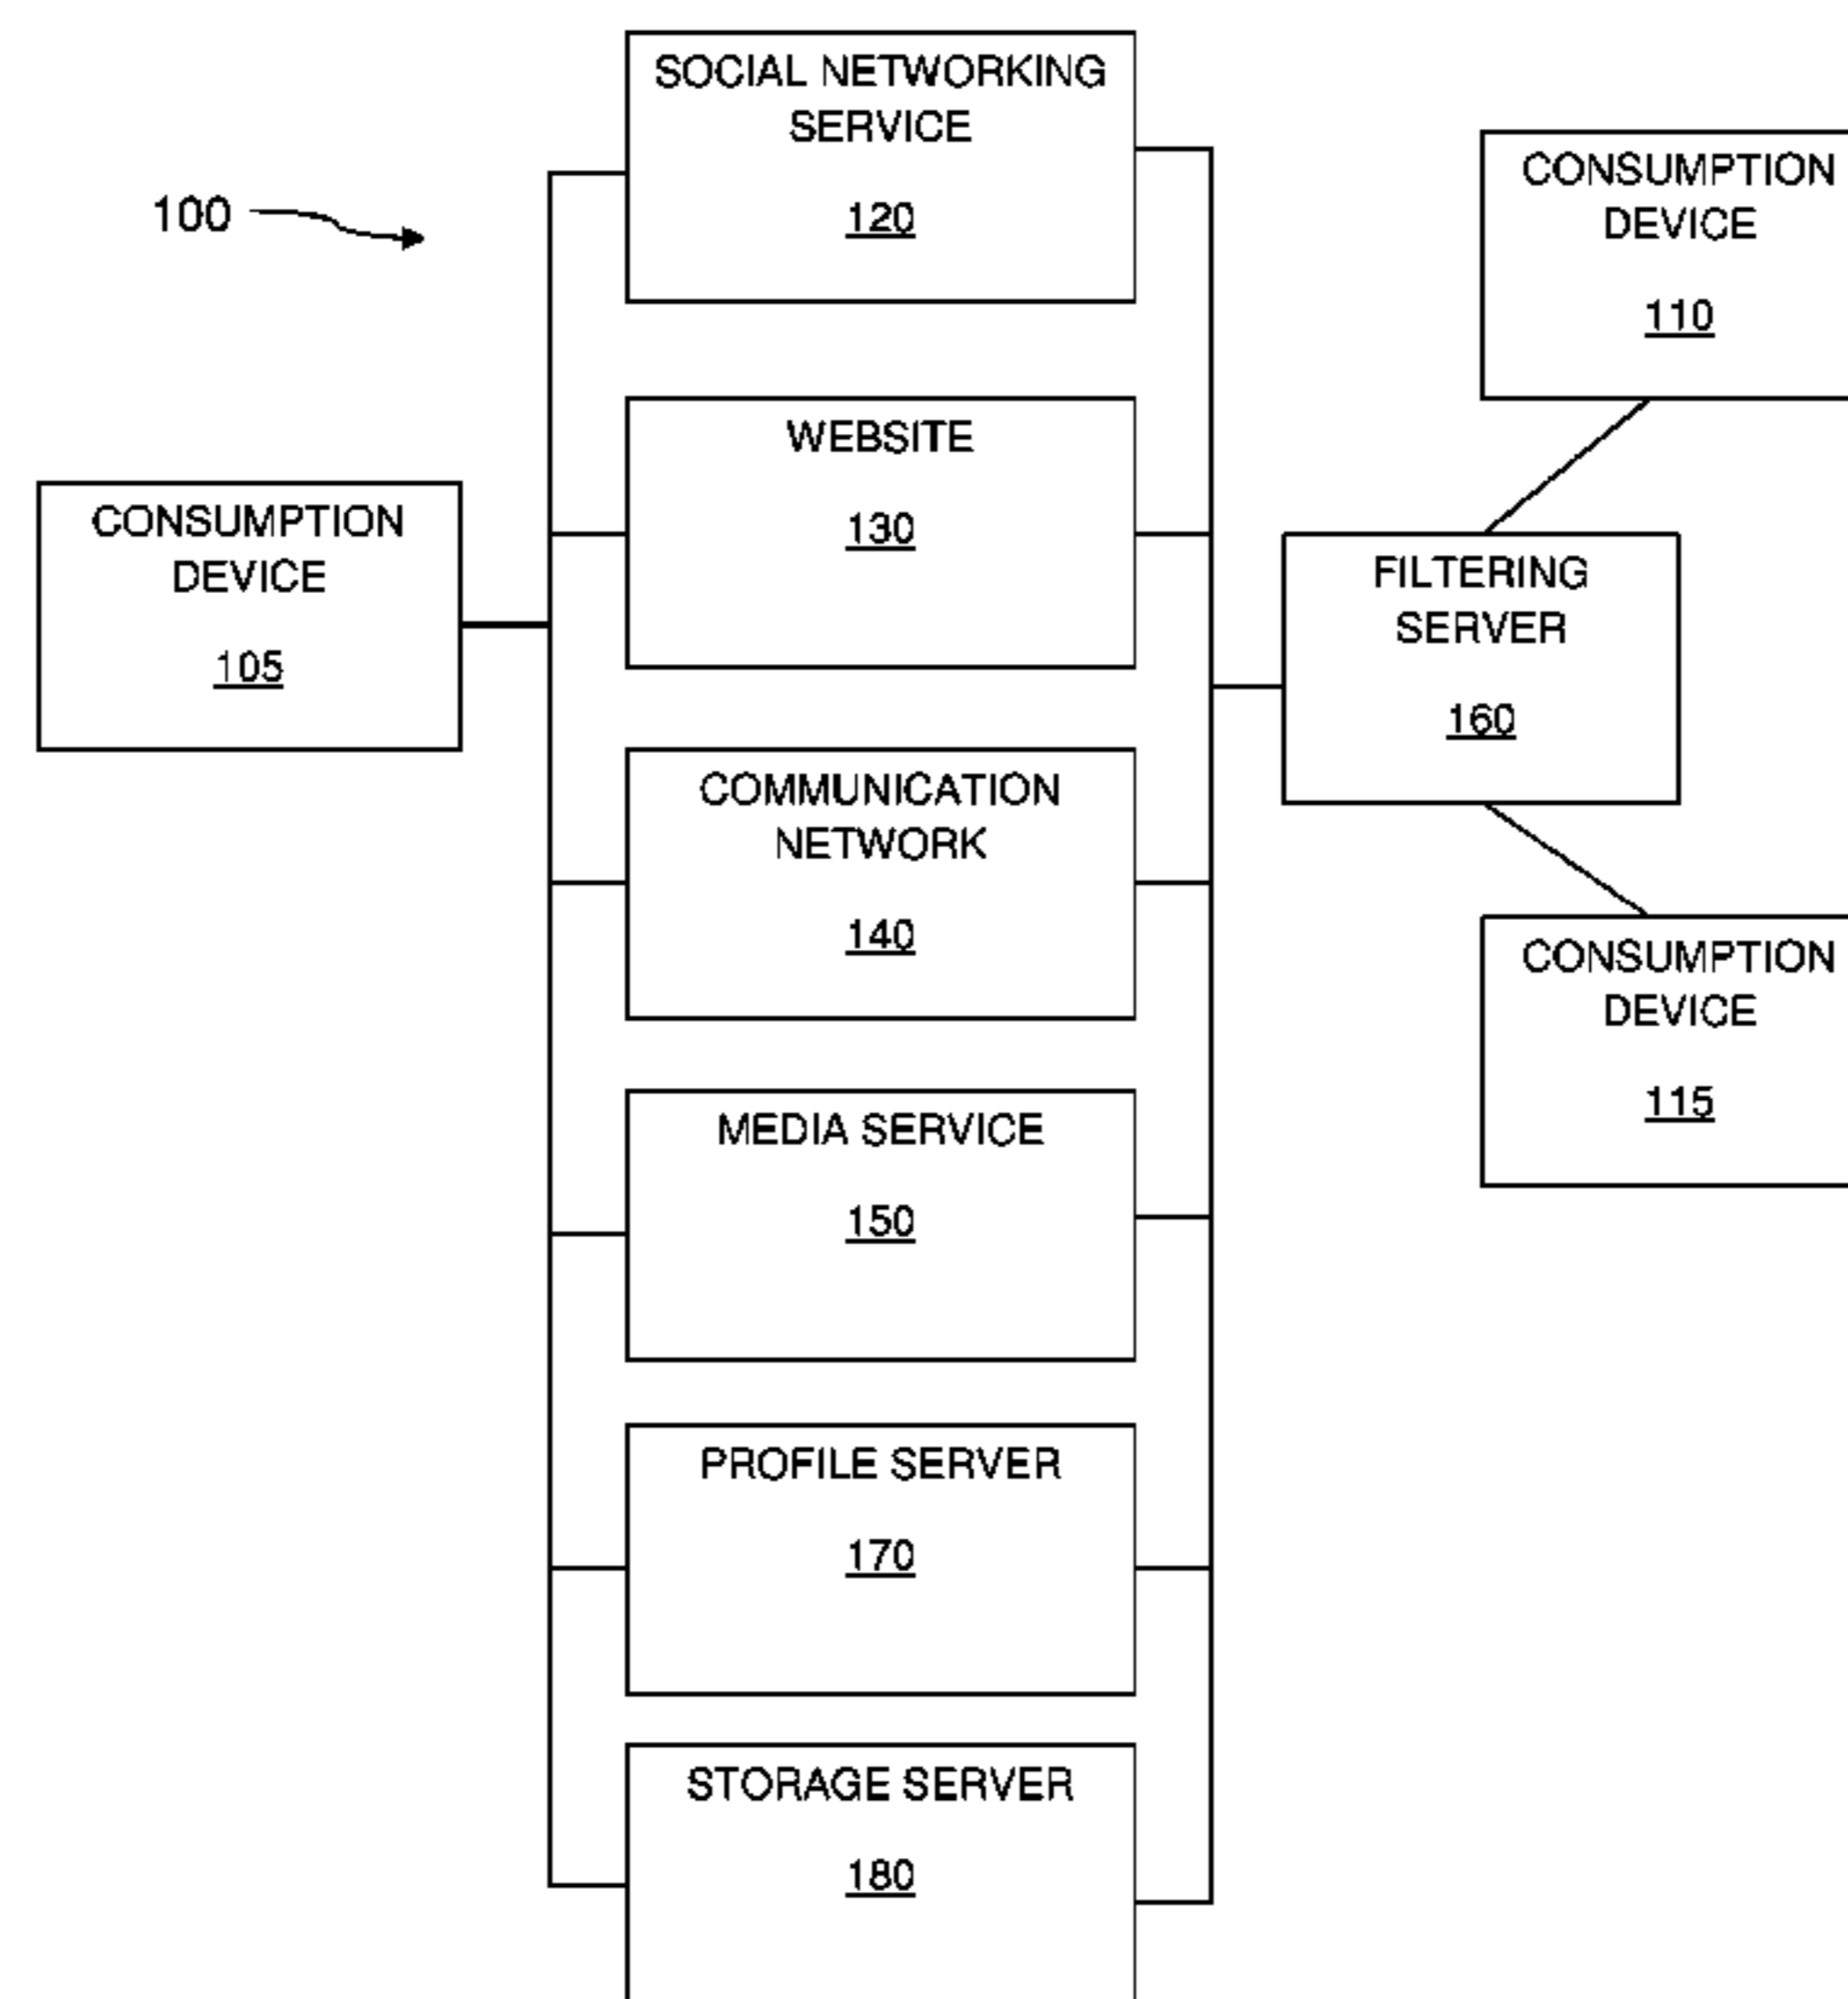 SOCIAL NETWORKING
SERVICE
120
100
CONSUMPTION
DEVICE
110
WEBSITE
130
CONSUMPTION
DEVICE
105
FILTERING
SERVER
160
COMMUNICATION
NETWORK
140
CONSUMPTION
DEVICE
115
MEDIA SERVICE
150
PROFILE SERVER
170
STORAGE SERVER
180